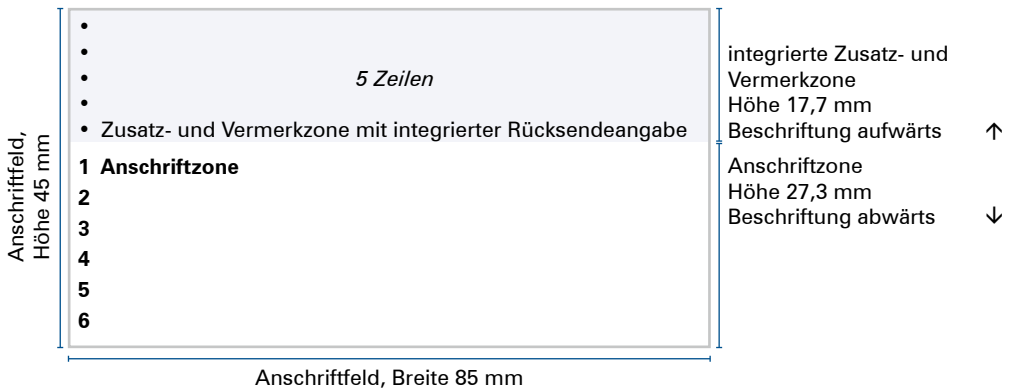 •
•
• 5 Zeilen
•
• Zusatz- und Vermerkzone mit integrierter Rücksendeangabe
1 Anschriftzone
2
3
4
5
6
integrierte Zusatz- und
Vermerkzone
Höhe 17,7 mm
Beschriftung aufwärts ↑
Anschriftzone
Höhe 27,3 mm
Beschriftung abwärts ↓
Anschriftfeld,
Höhe 45 mm
Anschriftfeld, Breite 85 mm